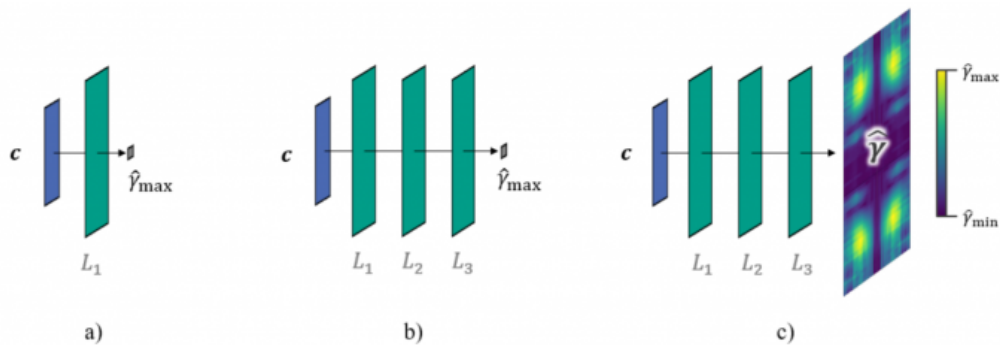 c
γ̂max
L1
a)
c
γ̂max
L1 L2 L3
b)
c
γ̂
γ̂max
γ̂min
L1 L2 L3
c)